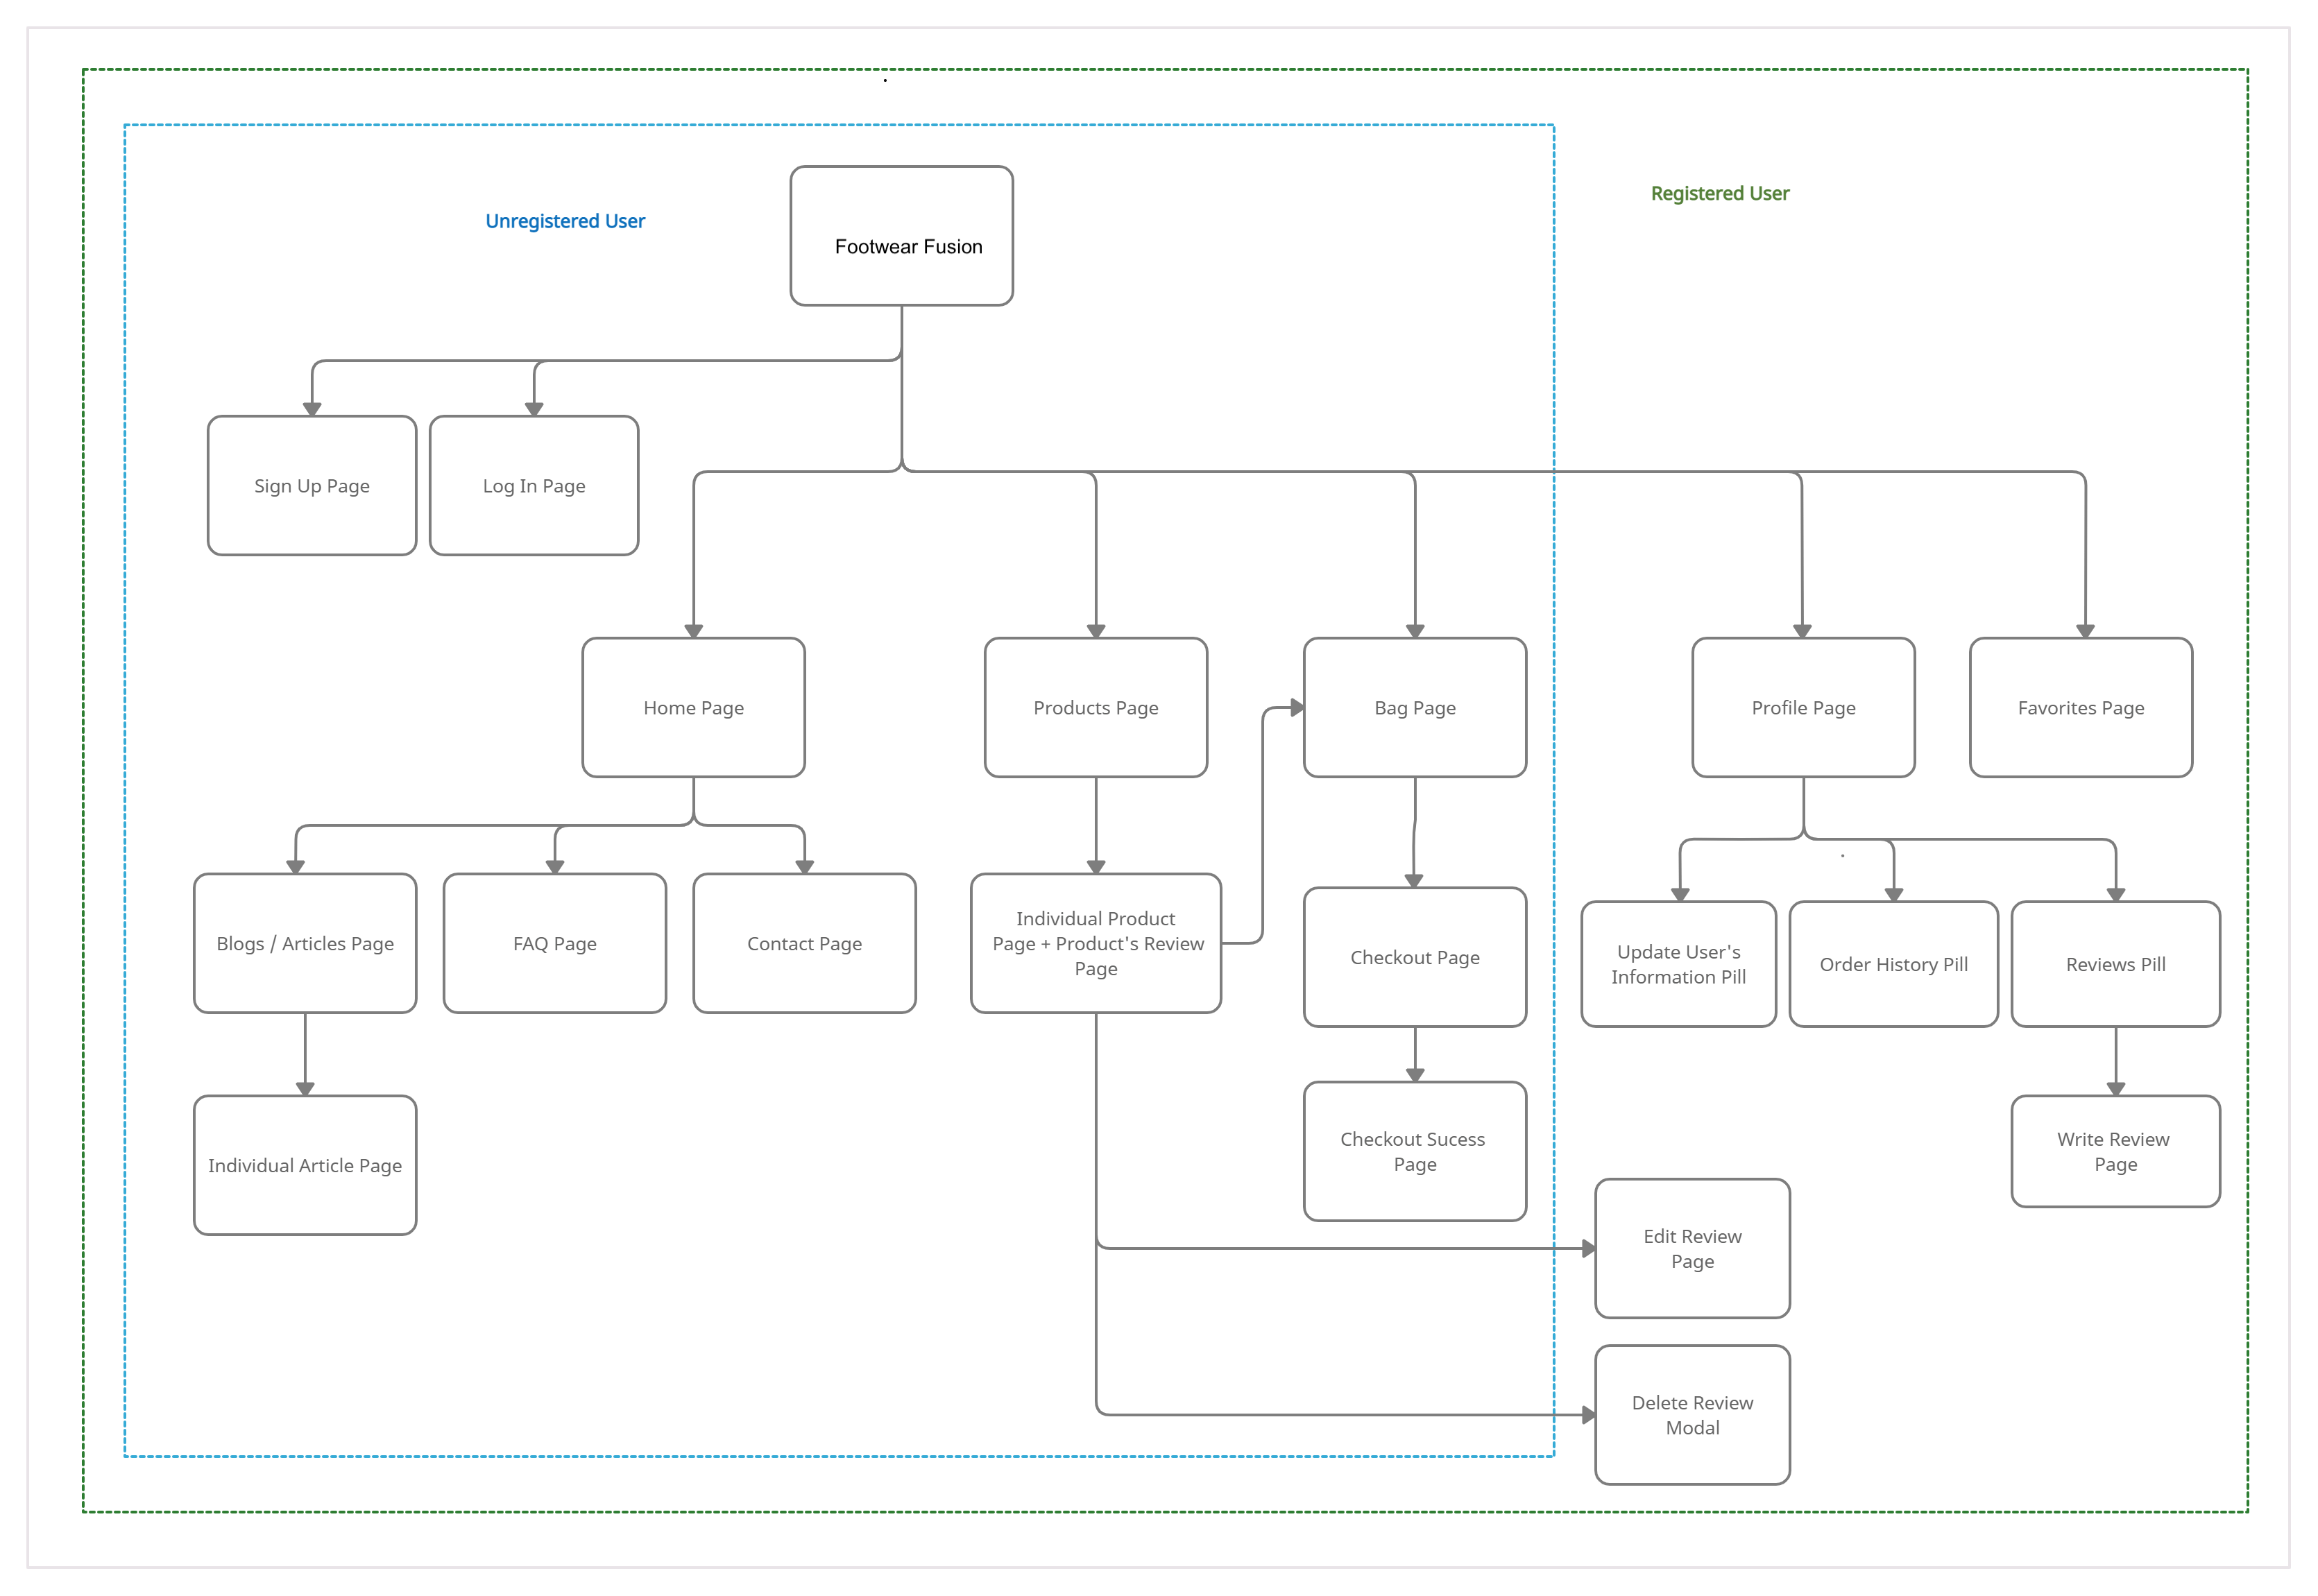 Registered User
Unregistered User
Footwear Fusion
Sign Up Page
Log In Page
Home Page
Products Page
Bag Page
Profile Page
Favorites Page
Blogs / Articles Page
FAQ Page
Contact Page
Individual Product
Page + Product's Review
Page
Checkout Page
Update User's
Information Pill
Order History Pill
Reviews Pill
Individual Article Page
Checkout Sucess
Page
Write Review
Page
Edit Review
Page
Delete Review
Modal